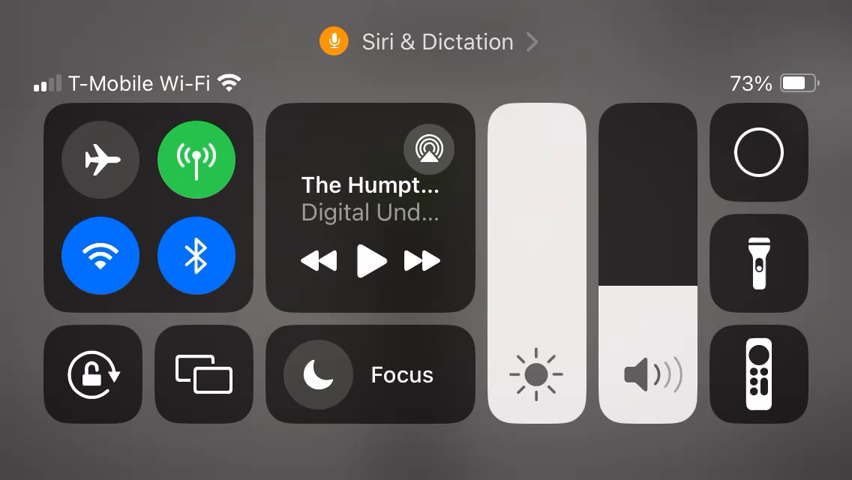 Siri & Dictation
T-Mobile Wi-Fi
73%
The Humpt...
Digital Und...
Focus